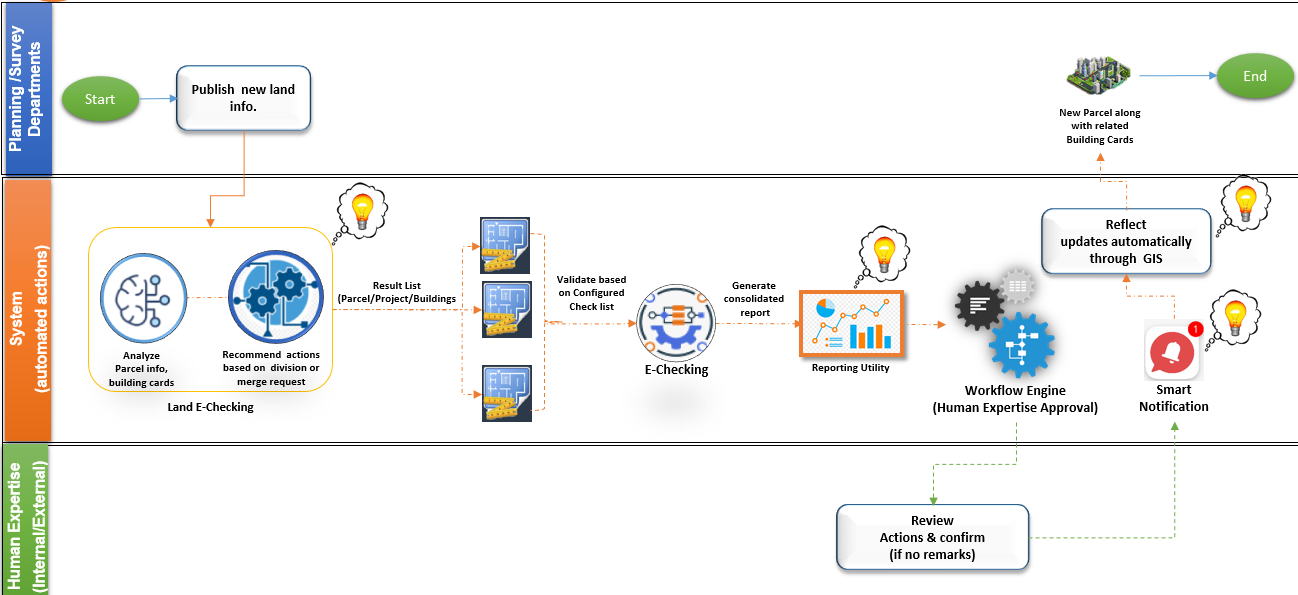 Planning /Survey
Departments
Start
Publish new land
info.
New Parcel along
with related
Building Cards
End
System
(automated actions)
Analyze
Parcel info,
building cards
Recommend actions
based on division or
merge request
Land E-Checking
Result List
(Parcel/Project/Buildings
Validate based
on Configured
Check list
E-Checking
Generate
consolidated
report
Reporting Utility
Workflow Engine
(Human Expertise Approval)
Reflect
updates automatically
through GIS
1
Smart
Notification
Human Expertise
(Internal/External)
Review
Actions & confirm
(if no remarks)